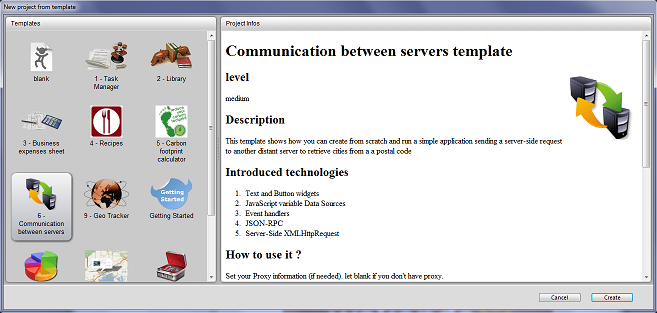 New project from template
Templates
Project Infos
blank
1 - Task
Manager
2 - Library
3 - Business
expenses sheet
4 - Recipes
5 - Carbon
footprint
calculator
6 -
Communication
between servers
9 - Geo Tracker
Getting
Started
Getting Started
Communication between servers template
level
medium
Description
This template shows how you can create from scratch and run a simple application sending a server-side request
to another distant server to retrieve cities from a a postal code
Introduced technologies
1. Text and Button widgets
2. JavaScript variable Data Sources
3. Event handlers
4. JSON-RPC
5. Server-Side XMLHttpRequest
How to use it ?
Set your Proxy information (if needed). let blank if you don't have proxy.
Cancel
Create